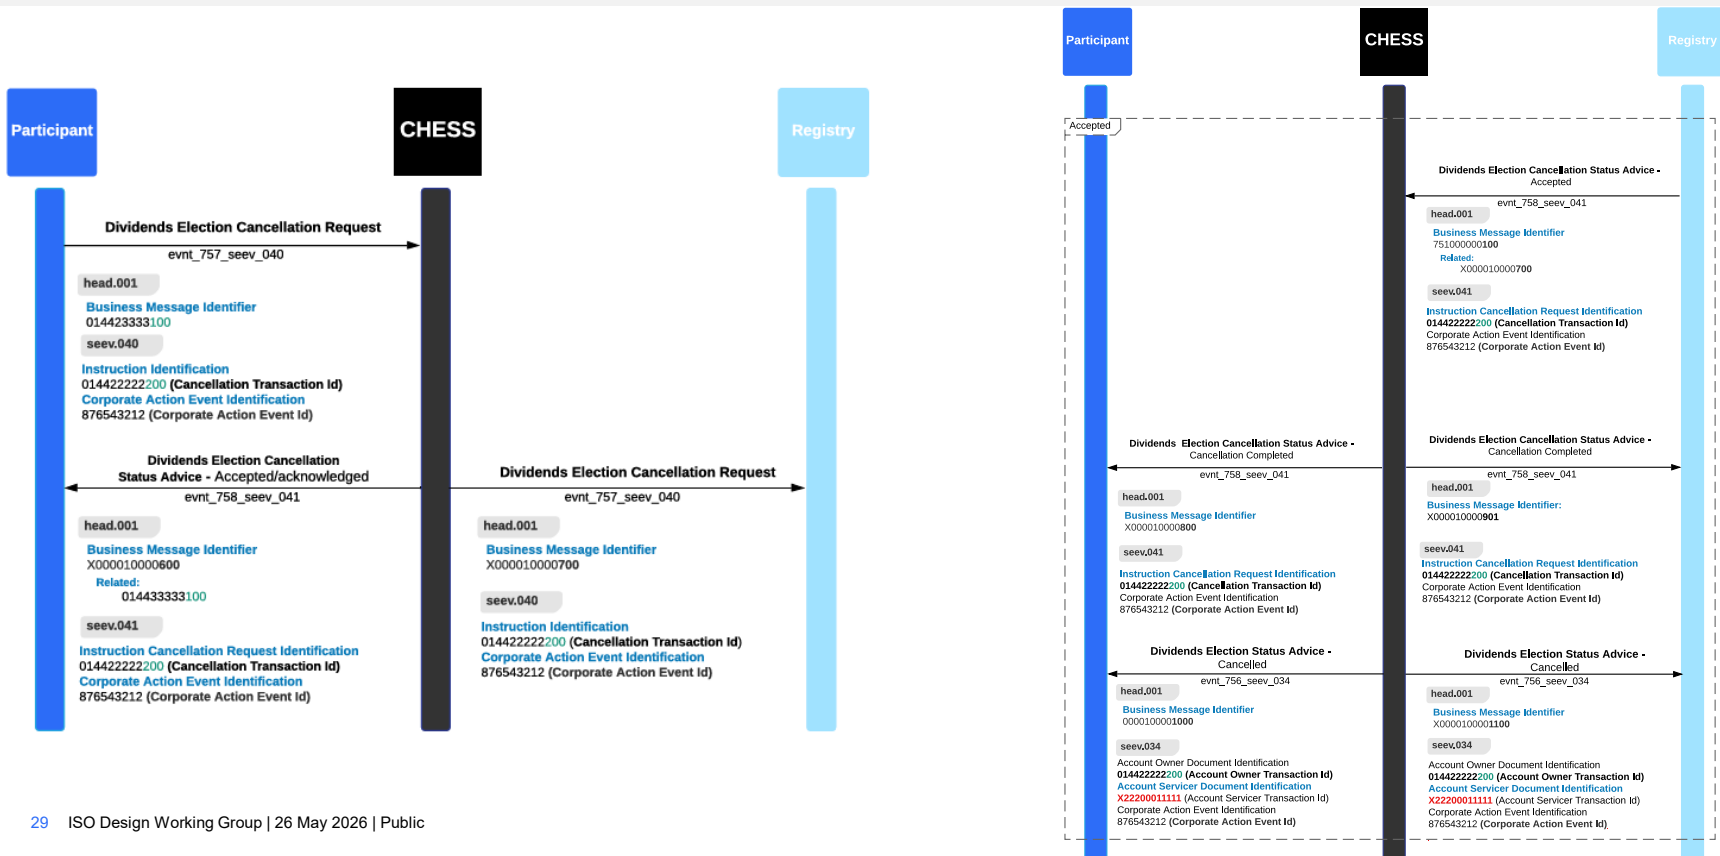 Participant
CHESS
Registry
Dividends Election Cancellation Request
evnt_757_seev_040
head.001
Business Message Identifier
014423333100
seev.040
Instruction Identification
014422222200 (Cancellation Transaction Id)
Corporate Action Event Identification
876543212 (Corporate Action Event Id)
Dividends Election Cancellation
Status Advice - Accepted/acknowledged
evnt_758_seev_041
head.001
Business Message Identifier
X000010000600
Related:
014433333100
seev.041
Instruction Cancellation Request Identification
014422222200 (Cancellation Transaction Id)
Corporate Action Event Identification
876543212 (Corporate Action Event Id)
Dividends Election Cancellation Request
evnt_757_seev_040
head.001
Business Message Identifier
X000010000700
seev.040
Instruction Identification
014422222200 (Cancellation Transaction Id)
Corporate Action Event Identification
876543212 (Corporate Action Event Id)
Participant
CHESS
Registry
Accepted
Dividends Election Cancellation Status Advice -
Accepted
evnt_758_seev_041
head.001
Business Message Identifier
751000000100
Related:
X000010000700
seev.041
Instruction Cancellation Request Identification
014422222200 (Cancellation Transaction Id)
Corporate Action Event Identification
876543212 (Corporate Action Event Id)
Dividends Election Cancellation Status Advice -
Cancellation Completed
evnt_758_seev_041
head.001
Business Message Identifier
X000010000800
seev.041
Instruction Cancellation Request Identification
014422222200 (Cancellation Transaction Id)
Corporate Action Event Identification
876543212 (Corporate Action Event Id)
Dividends Election Cancellation Status Advice -
Cancellation Completed
evnt_758_seev_041
head.001
Business Message Identifier:
X000010000901
seev.041
Instruction Cancellation Request Identification
014422222200 (Cancellation Transaction Id)
Corporate Action Event Identification
876543212 (Corporate Action Event Id)
Dividends Election Status Advice -
Cancelled
evnt_756_seev_034
head.001
Business Message Identifier
0000100001000
seev.034
Account Owner Document Identification
014422222200 (Account Owner Transaction Id)
Account Servicer Document Identification
X22200011111 (Account Servicer Transaction Id)
Corporate Action Event Identification
876543212 (Corporate Action Event Id)
Dividends Election Status Advice -
Cancelled
evnt_756_seev_034
head.001
Business Message Identifier
X0000100001100
seev.034
Account Owner Document Identification
014422222200 (Account Owner Transaction Id)
Account Servicer Document Identification
X22200011111 (Account Servicer Transaction Id)
Corporate Action Event Identification
876543212 (Corporate Action Event Id)
29 ISO Design Working Group | 26 May 2026 | Public